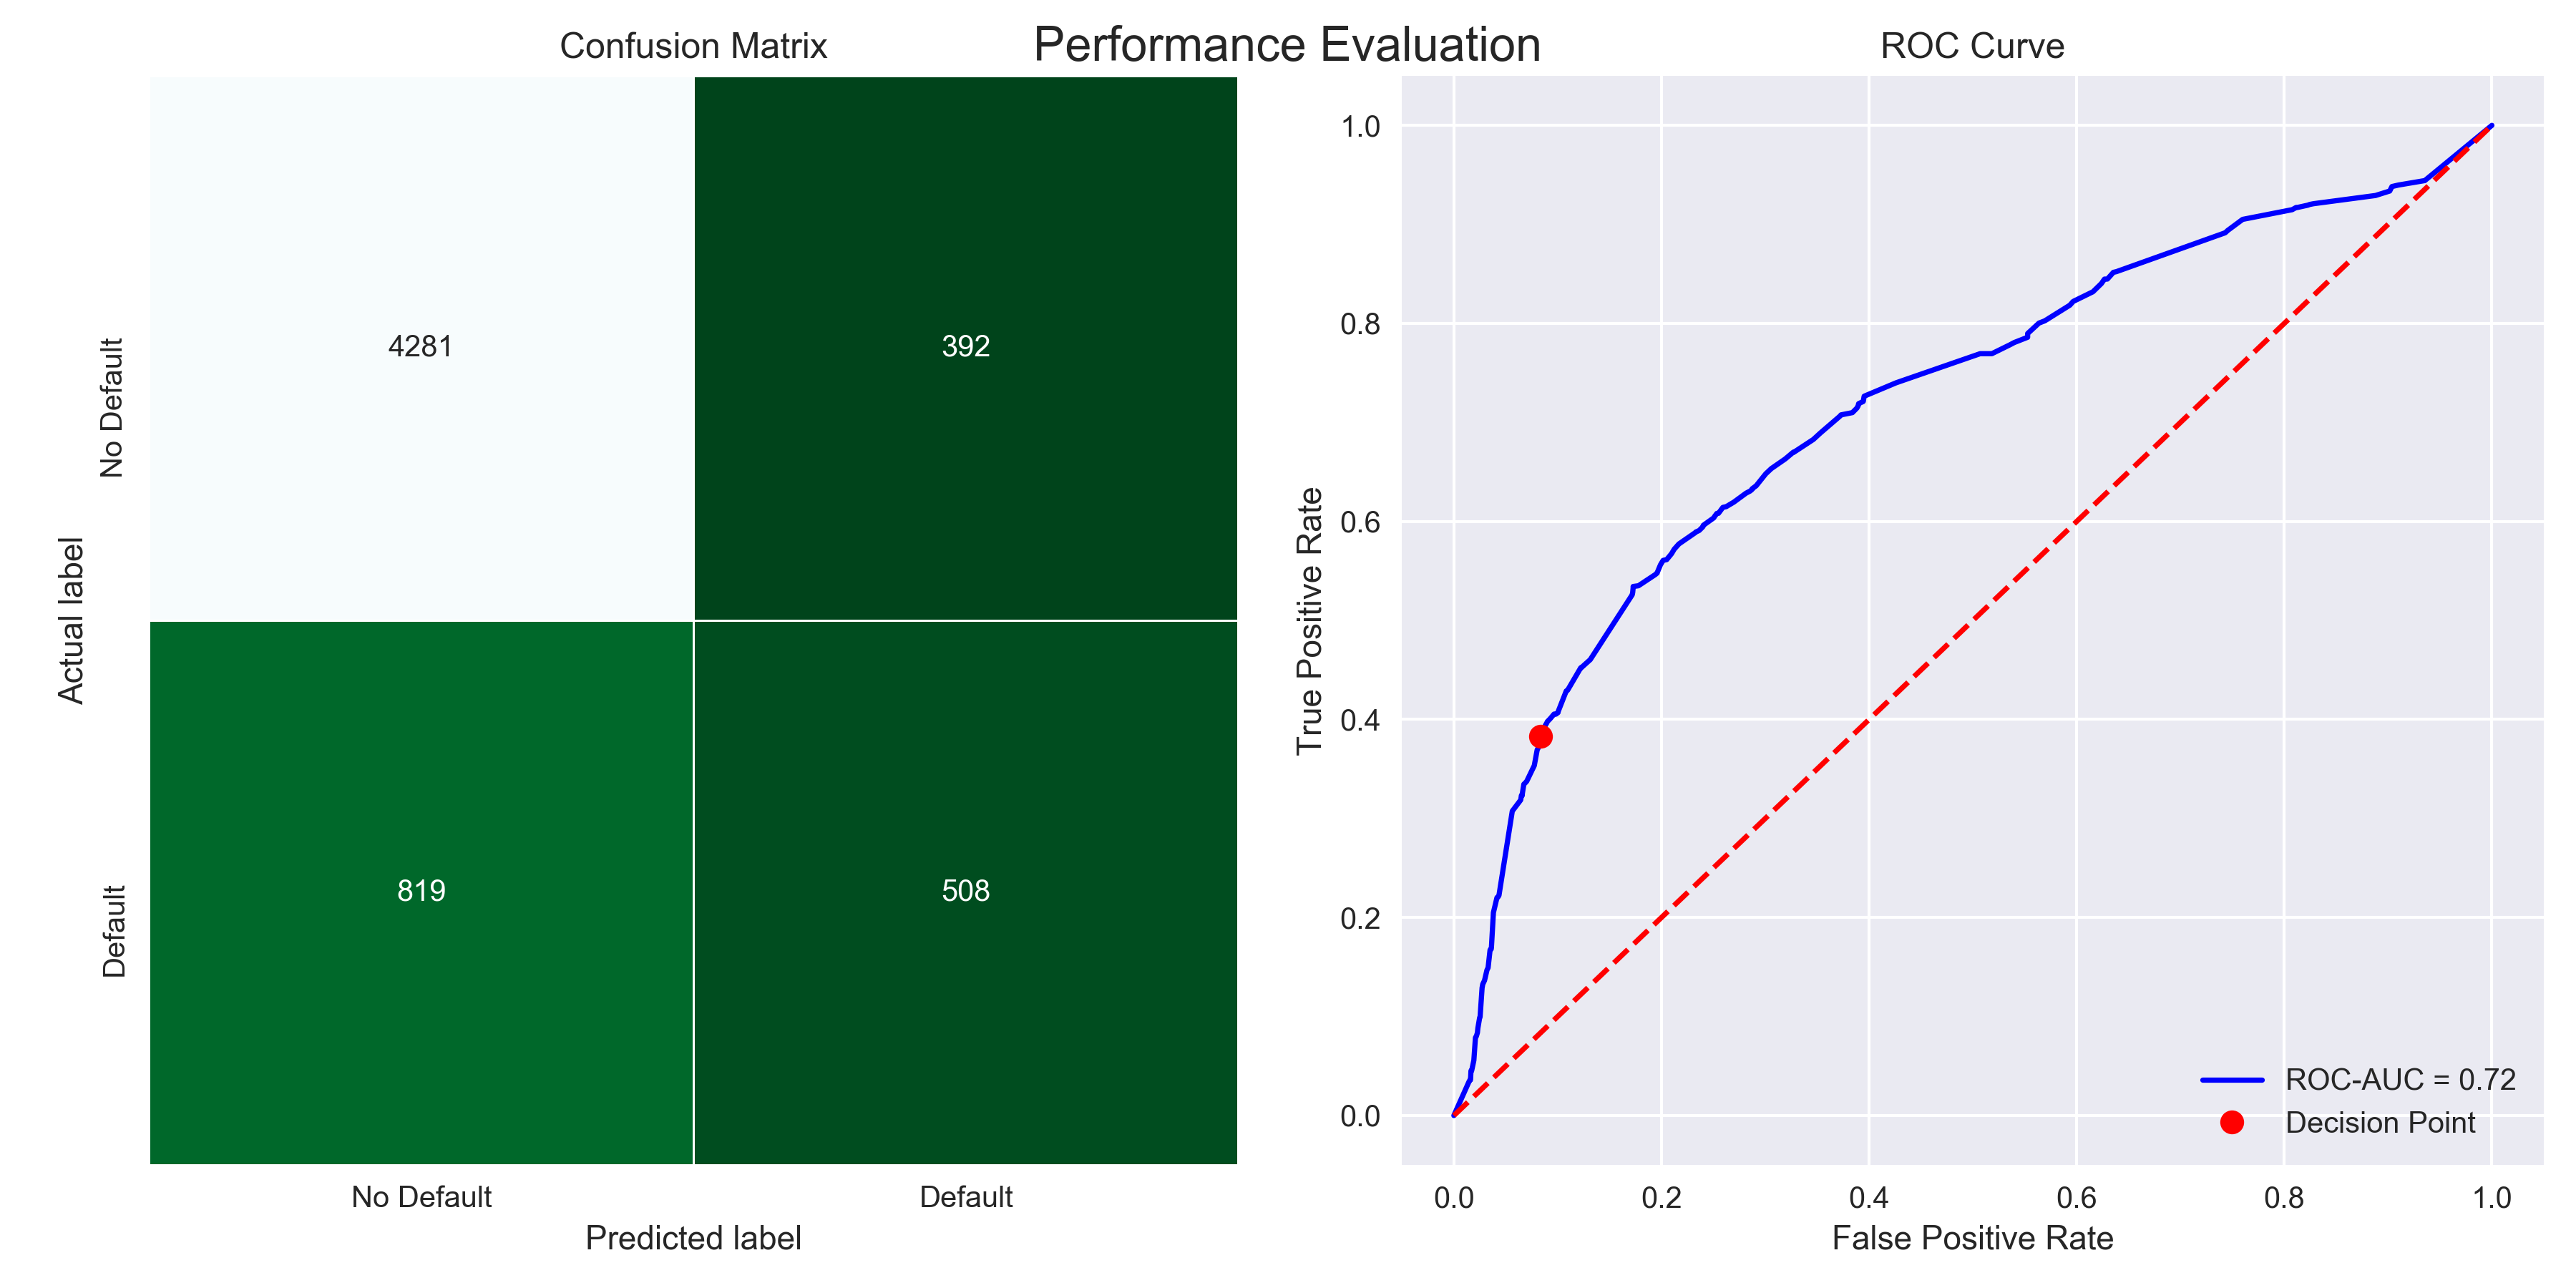 Performance Evaluation
Confusion Matrix
Actual label
No Default
Default
4281
392
819
508
No Default
Default
Predicted label
ROC Curve
True Positive Rate
1.0
0.8
0.6
0.4
0.2
0.0
ROC-AUC = 0.72
Decision Point
0.0
0.2
0.4
0.6
0.8
1.0
False Positive Rate